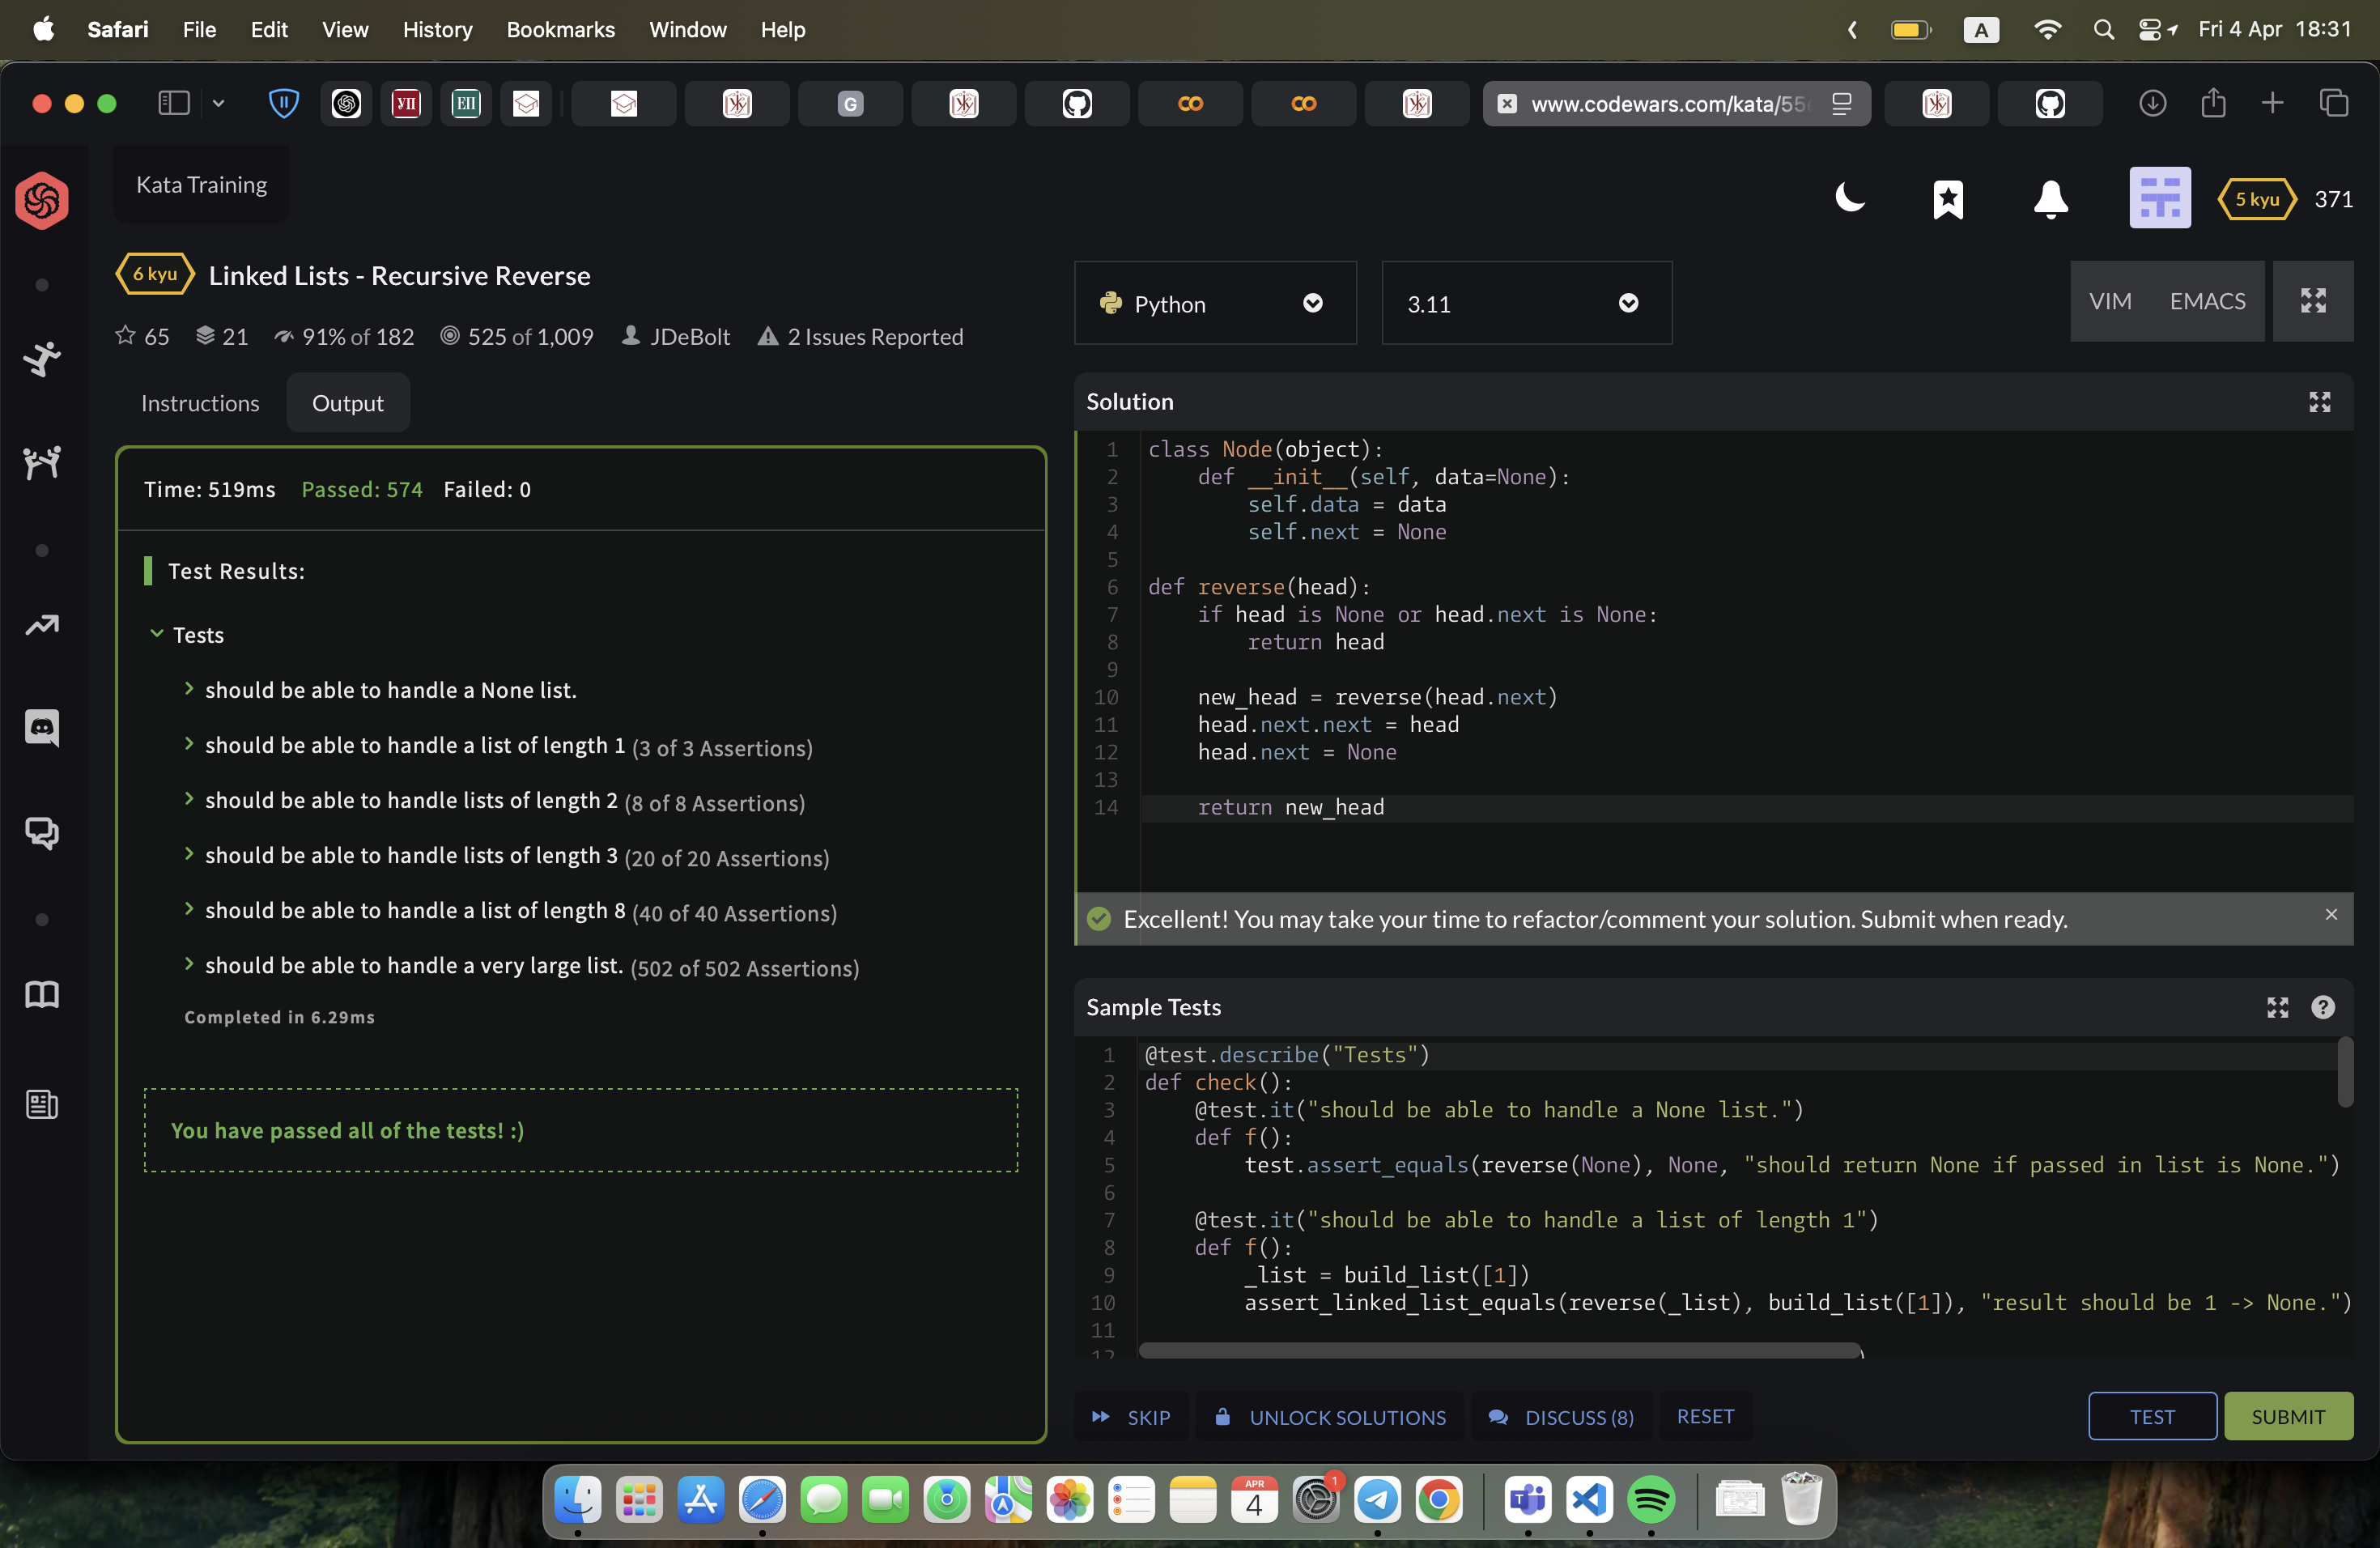 Safari File Edit View History Bookmarks Window Help A Fri 4 Apr 18:31
УП ЕП G www.codewars.com/kata/55e
Kata Training
5 kyu 371
6 kyu Linked Lists - Recursive Reverse
65 21 91% of 182 525 of 1,009 JDeBolt 2 Issues Reported
Instructions Output
Time: 519ms Passed: 574 Failed: 0
Test Results:
Tests
should be able to handle a None list.
should be able to handle a list of length 1 (3 of 3 Assertions)
should be able to handle lists of length 2 (8 of 8 Assertions)
should be able to handle lists of length 3 (20 of 20 Assertions)
should be able to handle a list of length 8 (40 of 40 Assertions)
should be able to handle a very large list. (502 of 502 Assertions)
Completed in 6.29ms
You have passed all of the tests! :)
Python 3.11 VIM EMACS
Solution
1 class Node(object):
2     def __init__(self, data=None):
3         self.data = data
4         self.next = None
5
6 def reverse(head):
7     if head is None or head.next is None:
8         return head
9
10     new_head = reverse(head.next)
11     head.next.next = head
12     head.next = None
13
14     return new_head
Excellent! You may take your time to refactor/comment your solution. Submit when ready.
Sample Tests
1 @test.describe("Tests")
2 def check():
3     @test.it("should be able to handle a None list.")
4     def f():
5         test.assert_equals(reverse(None), None, "should return None if passed in list is None.")
6
7     @test.it("should be able to handle a list of length 1")
8     def f():
9         _list = build_list([1])
10         assert_linked_list_equals(reverse(_list), build_list([1]), "result should be 1 -> None.")
11
12
SKIP UNLOCK SOLUTIONS DISCUSS (8) RESET TEST SUBMIT
APR
4
1